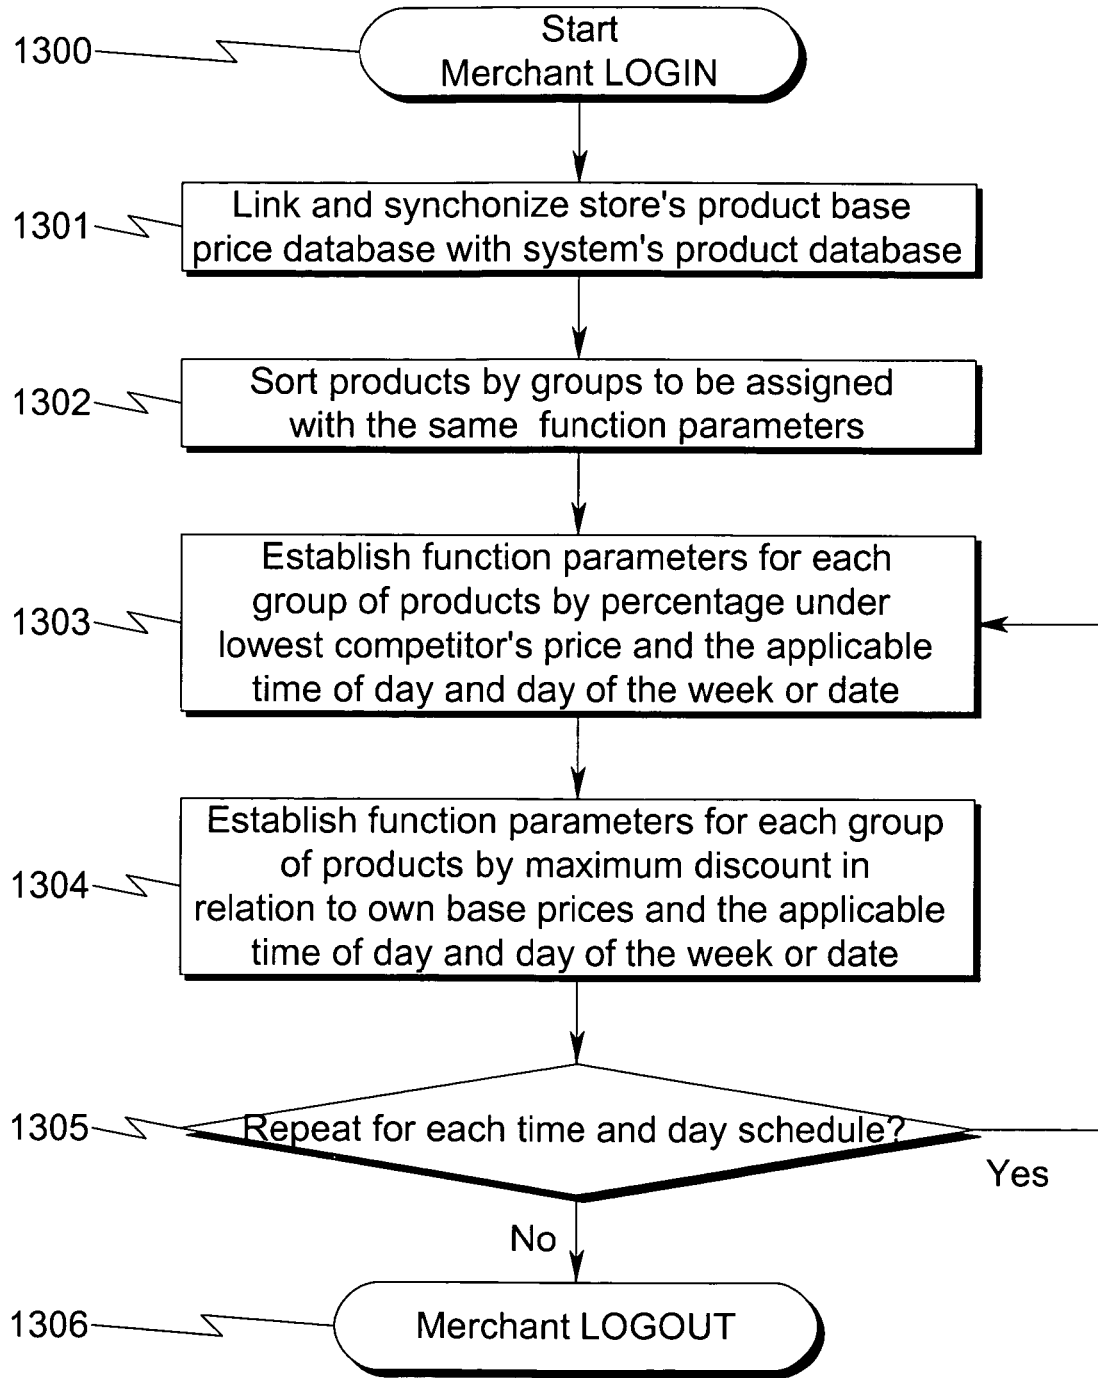 1300
Start
Merchant LOGIN
1301
Link and synchonize store's product base
price database with system's product database
1302
Sort products by groups to be assigned
with the same function parameters
1303
Establish function parameters for each
group of products by percentage under
lowest competitor's price and the applicable
time of day and day of the week or date
1304
Establish function parameters for each group
of products by maximum discount in
relation to own base prices and the applicable
time of day and day of the week or date
1305
Repeat for each time and day schedule?
Yes
No
1306
Merchant LOGOUT